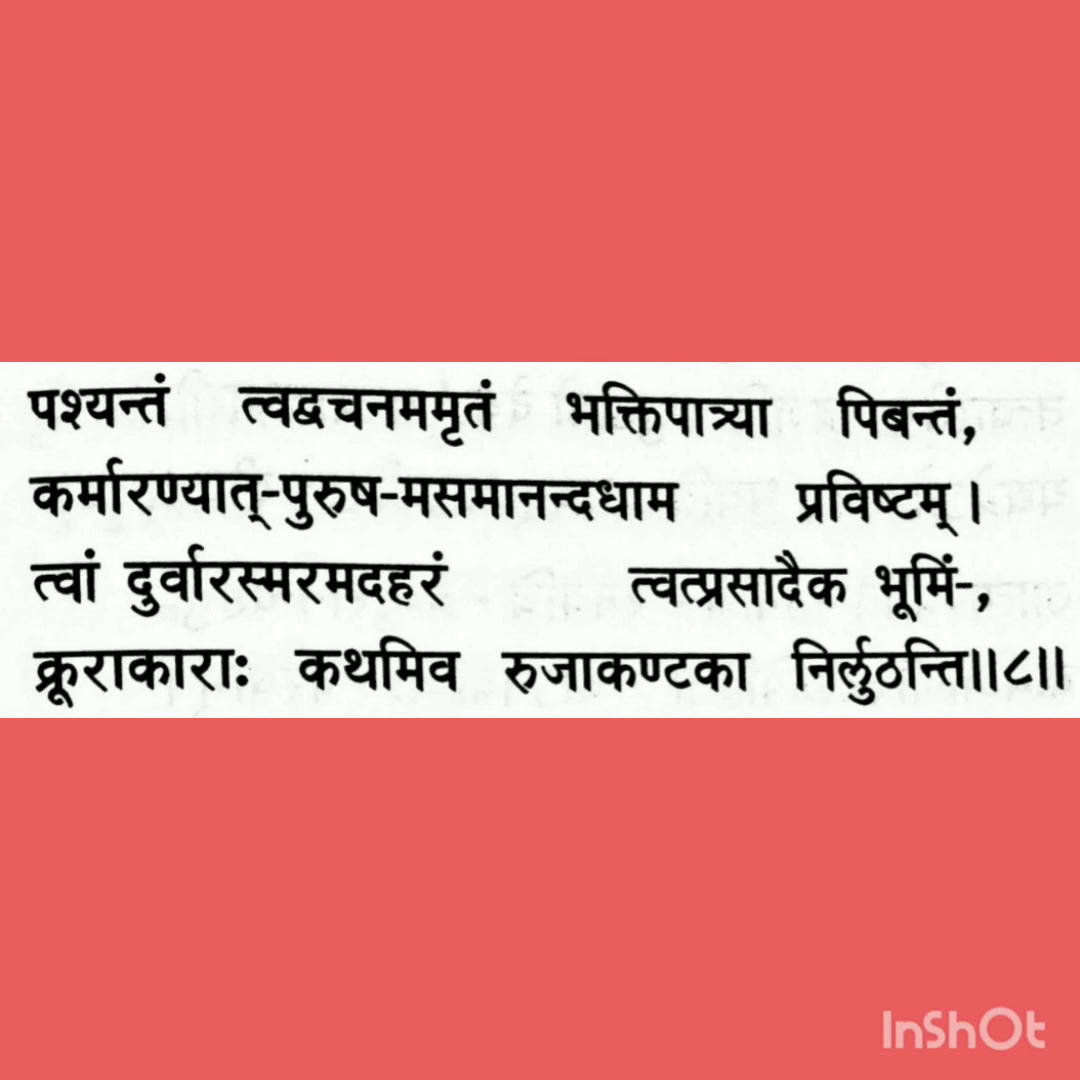 पश्यन्तं त्वद्वचनममृतं भक्तिपात्र्या पिबन्तं,
कर्मारण्यात्-पुरुष-मसमानन्दधाम प्रविष्टम् ।
त्वां दुर्वारस्मरमदहरं त्वत्प्रसादैक भूमिं-,
क्रूराकाराः कथमिव रुजाकण्टका निर्लुठन्ति॥८॥
InShOt